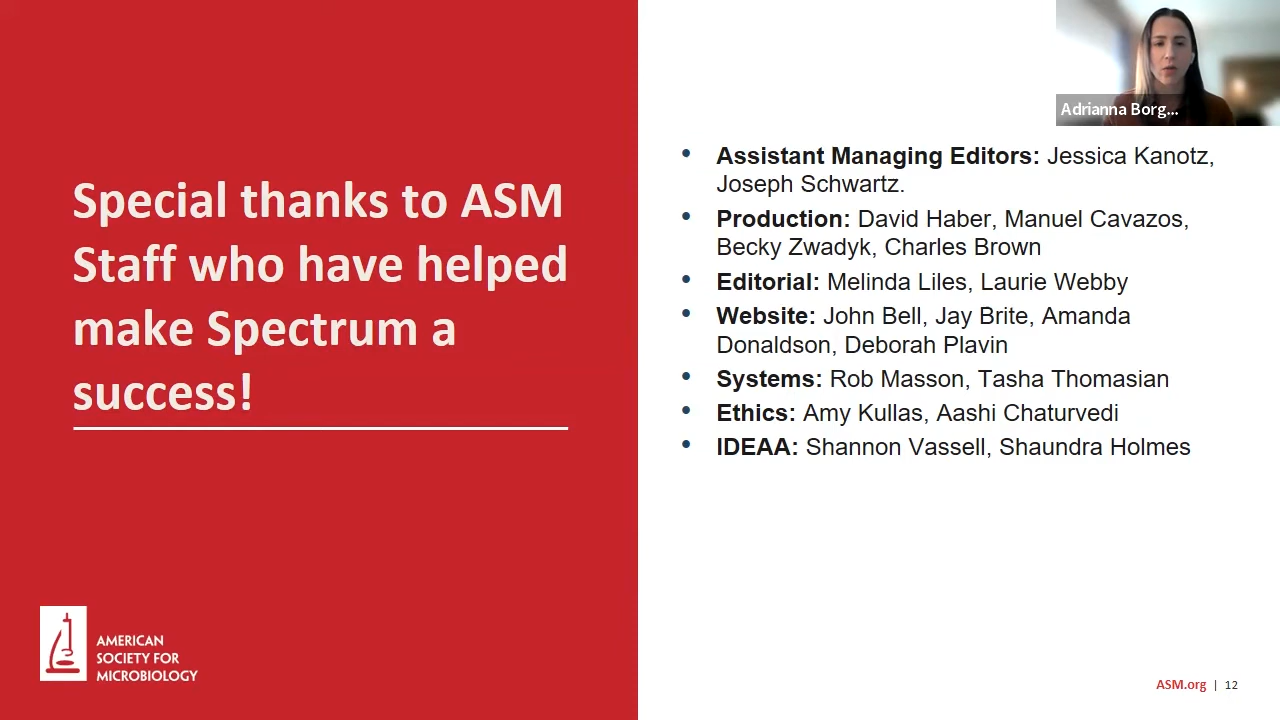 Special thanks to ASM
Staff who have helped
make Spectrum a
success!
AMERICAN
SOCIETY FOR
MICROBIOLOGY
Adrianna Borg...
• Assistant Managing Editors: Jessica Kanotz,
Joseph Schwartz.
• Production: David Haber, Manuel Cavazos,
Becky Zwadyk, Charles Brown
• Editorial: Melinda Liles, Laurie Webby
• Website: John Bell, Jay Brite, Amanda
Donaldson, Deborah Plavin
• Systems: Rob Masson, Tasha Thomasian
• Ethics: Amy Kullas, Aashi Chaturvedi
• IDEAA: Shannon Vassell, Shaundra Holmes
ASM.org | 12